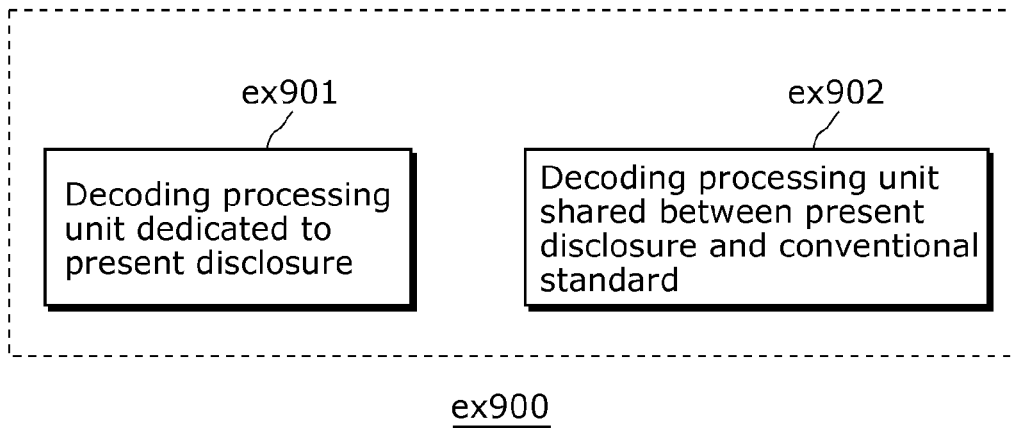 ex901
ex902
Decoding processing
unit dedicated to
present disclosure
Decoding processing unit
shared between present
disclosure and conventional
standard
ex900